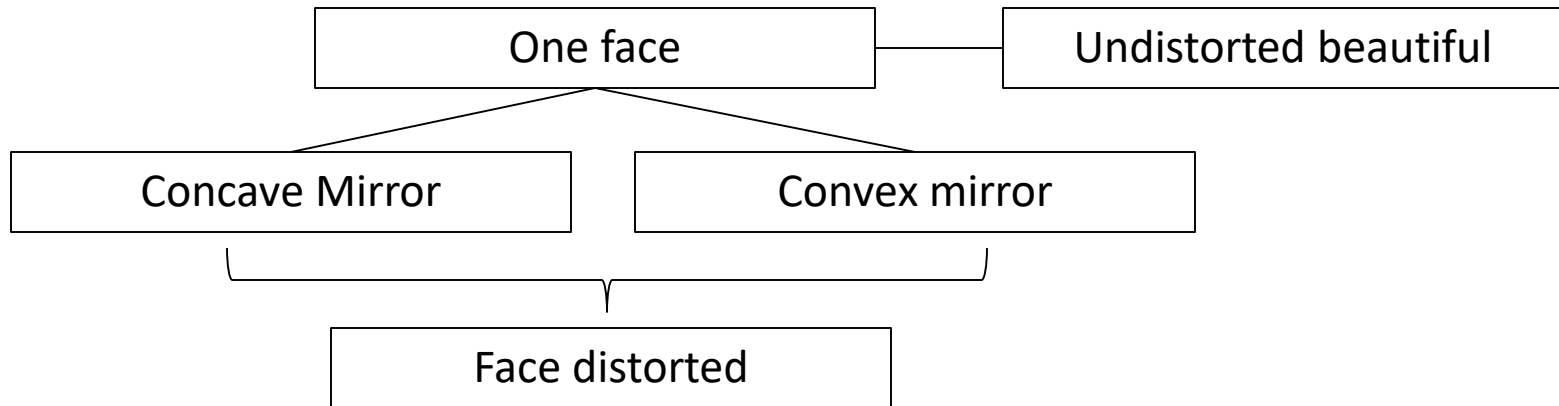 One face
Undistorted beautiful
Concave Mirror
Convex mirror
Face distorted